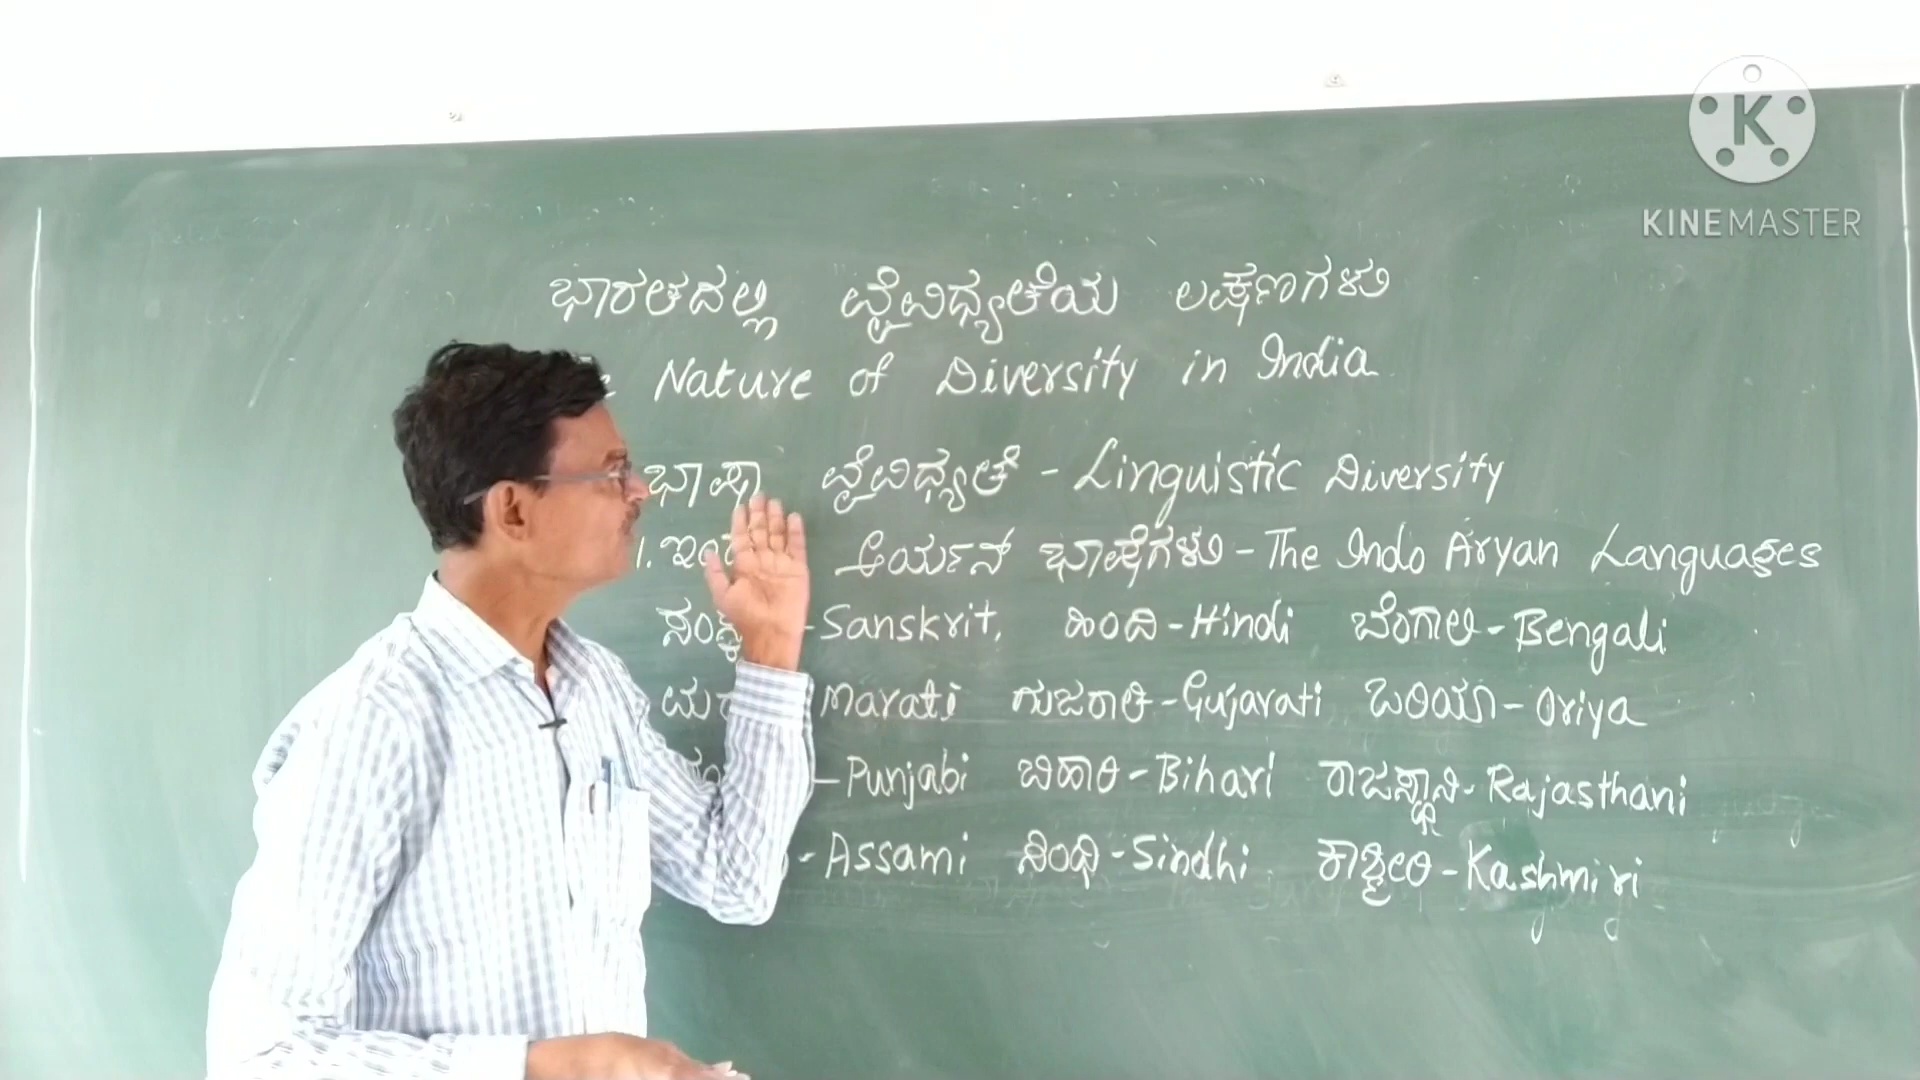 K
KINEMASTER
ಭಾರತದಲ್ಲಿ ವೈವಿಧ್ಯತೆಯ ಲಕ್ಷಣಗಳು
Nature of Diversity in India
ಭಾಷಾ ವೈವಿಧ್ಯತೆ - Linguistic Diversity
1. ಆರ್ಯನ್ ಭಾಷೆಗಳು - The Indo Aryan Languages
- Sanskrit, ಹಿಂದಿ - Hindi ಬೆಂಗಾಲಿ - Bengali
Marati ಗುಜರಾತಿ - Gujarati ಒರಿಯಾ - Oriya
- Punjabi ಬಿಹಾರಿ - Bihari ರಾಜಸ್ಥಾನಿ - Rajasthani
- Assami ಸಿಂಧಿ - Sindhi ಕಾಶ್ಮೀರಿ - Kashmiri